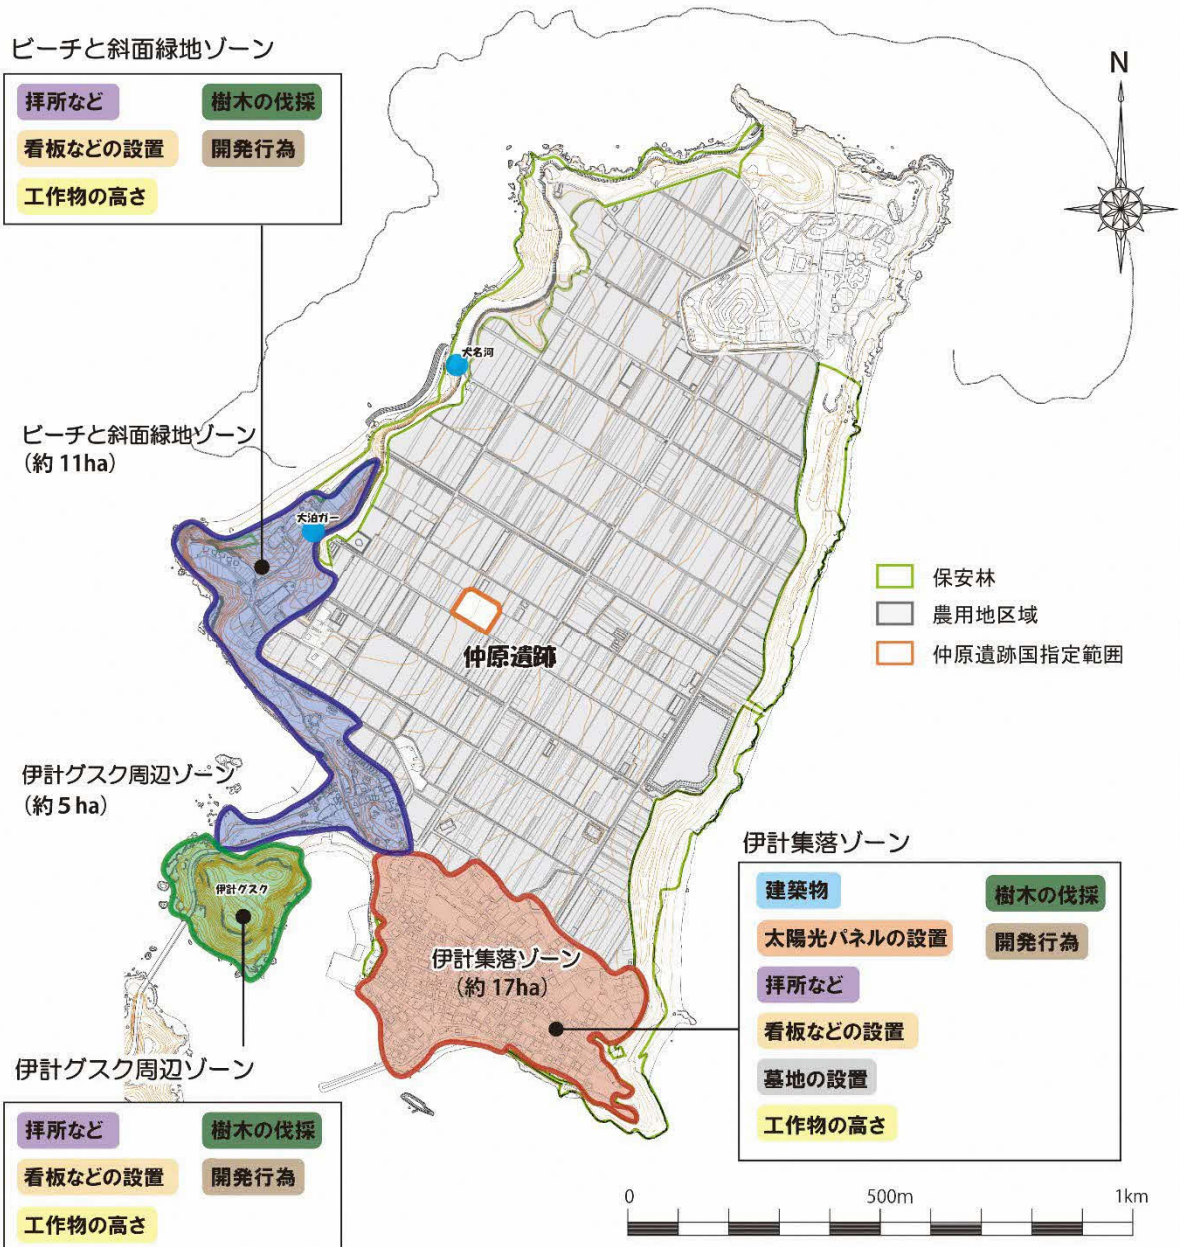 ビーチと斜面緑地ゾーン
拝所など
樹木の伐採
看板などの設置
開発行為
工作物の高さ
N
犬名河
ビーチと斜面緑地ゾーン
(約 11ha)
大泊ガー
保安林
農用地区域
仲原遺跡国指定範囲
仲原遺跡
伊計グスク周辺ゾーン
(約 5 ha)
伊計グスク
伊計集落ゾーン
(約 17ha)
伊計集落ゾーン
建築物
樹木の伐採
太陽光パネルの設置
開発行為
拝所など
看板などの設置
墓地の設置
工作物の高さ
伊計グスク周辺ゾーン
拝所など
樹木の伐採
看板などの設置
開発行為
工作物の高さ
0 500m 1km